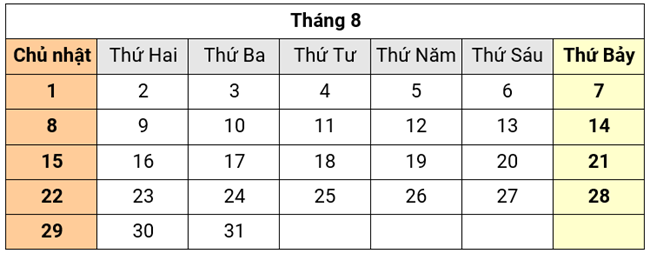 Tháng 8
Chủ nhật Thứ Hai Thứ Ba Thứ Tư Thứ Năm Thứ Sáu Thứ Bảy
1 2 3 4 5 6 7
8 9 10 11 12 13 14
15 16 17 18 19 20 21
22 23 24 25 26 27 28
29 30 31